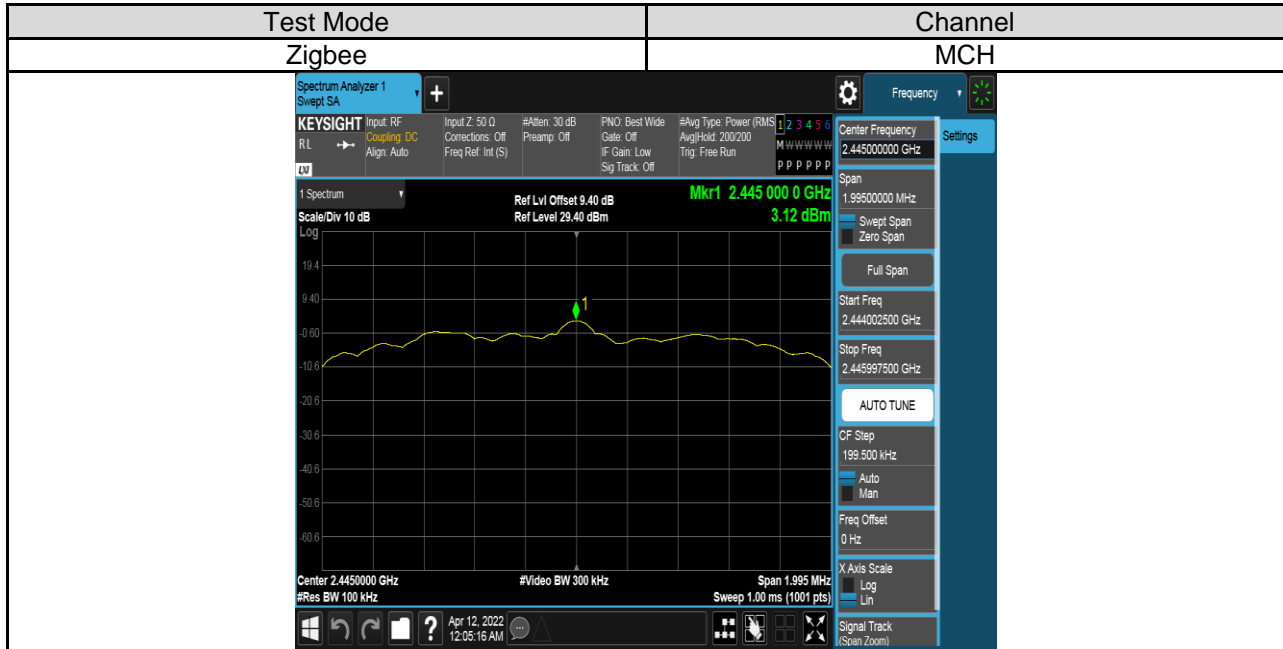 Test Mode Channel
Zigbee MCH
Spectrum Analyzer 1
Swept SA
+
Frequency
KEYSIGHT
RL
LXI
Input: RF
Coupling: DC
Align: Auto
Input Z: 50 Ω
Corrections: Off
Freq Ref: Int (S)
#Atten: 30 dB
Preamp: Off
PNO: Best Wide
Gate: Off
IF Gain: Low
Sig Track: Off
#Avg Type: Power (RMS
Avg|Hold: 200/200
Trig: Free Run
1 2 3 4 5 6
M W W W W W
P P P P P P
1 Spectrum
Scale/Div 10 dB
Ref Lvl Offset 9.40 dB
Ref Level 29.40 dBm
Mkr1 2.445 000 0 GHz
3.12 dBm
Log
19.4
9.40
-0.60
-10.6
-20.6
-30.6
-40.6
-50.6
-60.6
1
Center 2.4450000 GHz
#Res BW 100 kHz
#Video BW 300 kHz
Span 1.995 MHz
Sweep 1.00 ms (1001 pts)
Center Frequency
2.445000000 GHz
Settings
Span
1.99500000 MHz
Swept Span
Zero Span
Full Span
Start Freq
2.444002500 GHz
Stop Freq
2.445997500 GHz
AUTO TUNE
CF Step
199.500 kHz
Auto
Man
Freq Offset
0 Hz
X Axis Scale
Log
Lin
Signal Track
(Span Zoom)
?
Apr 12, 2022
12:05:16 AM